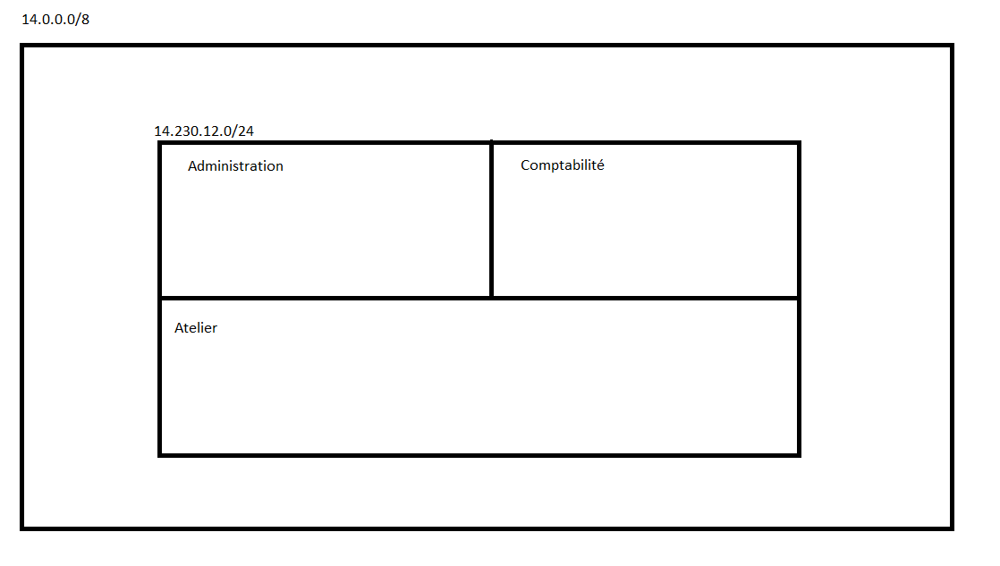 14.0.0.0/8
14.230.12.0/24
Administration
Comptabilité
Atelier